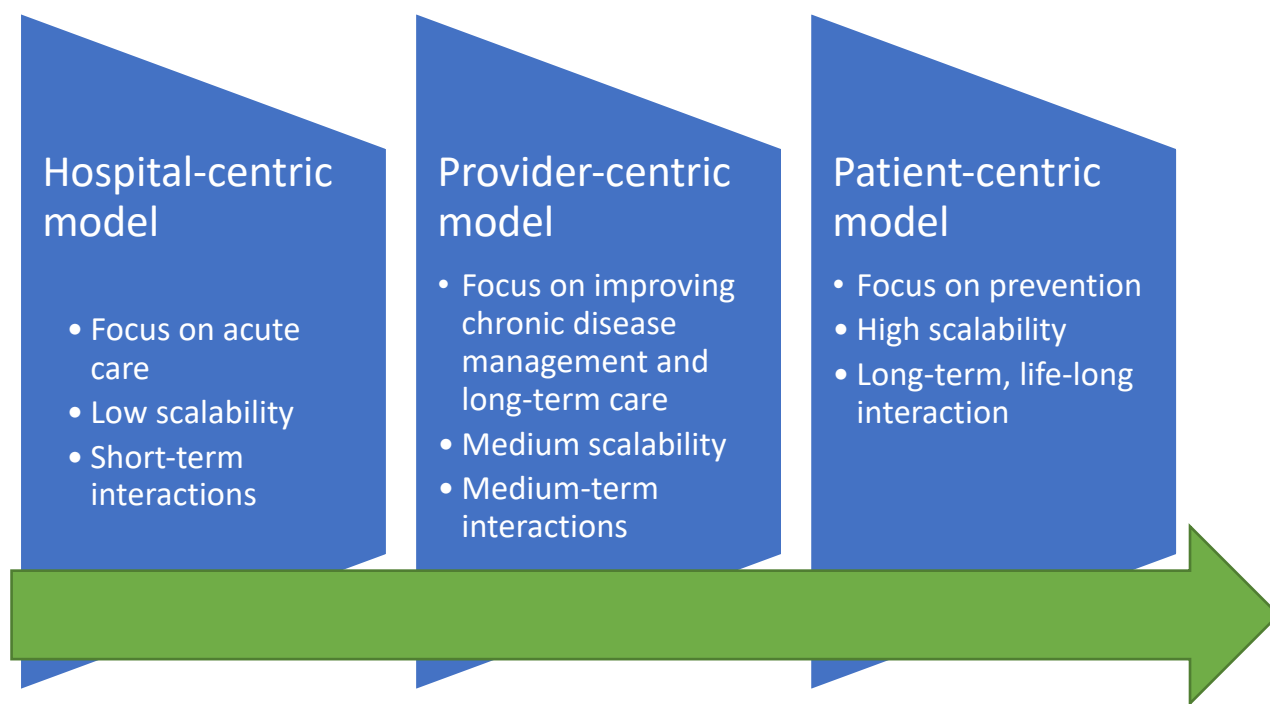 Hospital-centric
model
• Focus on acute
care
• Low scalability
• Short-term
interactions
Provider-centric
model
• Focus on improving
chronic disease
management and
long-term care
• Medium scalability
• Medium-term
interactions
Patient-centric
model
• Focus on prevention
• High scalability
• Long-term, life-long
interaction